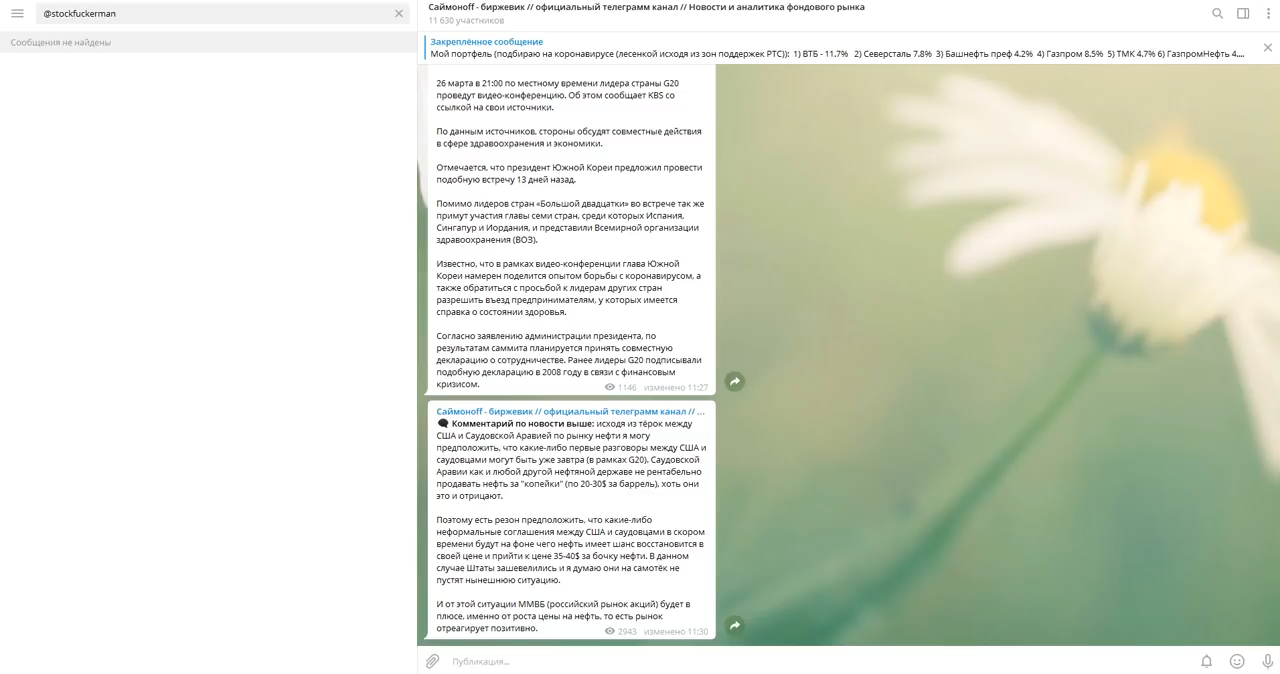 @stockfuckerman
Сообщения не найдены
Саймоноff - биржевик // официальный телеграмм канал // Новости и аналитика фондового рынка
11 630 участников
Закреплённое сообщение
Мой портфель (подбираю на коронавирусе (лесенкой исходя из зон поддержек РТС)): 1) ВТБ - 11.7% 2) Северсталь 7.8% 3) Башнефть преф 4.2% 4) Газпром 8.5% 5) ТМК 4.7% 6) ГазпромНефть 4....
26 марта в 21:00 по местному времени лидера страны G20
проведут видео-конференцию. Об этом сообщает KBS со
ссылкой на свои источники.
По данным источников, стороны обсудят совместные действия
в сфере здравоохранения и экономики.
Отмечается, что президент Южной Кореи предложил провести
подобную встречу 13 дней назад.
Помимо лидеров стран «Большой двадцатки» во встрече так же
примут участия главы семи стран, среди которых Испания,
Сингапур и Иордания, и представили Всемирной организации
здравоохранения (ВОЗ).
Известно, что в рамках видео-конференции глава Южной
Кореи намерен поделится опытом борьбы с коронавирусом, а
также обратиться с просьбой к лидерам других стран
разрешить въезд предпринимателям, у которых имеется
справка о состоянии здоровья.
Согласно заявлению администрации президента, по
результатам саммита планируется принять совместную
декларацию о сотрудничестве. Ранее лидеры G20 подписывали
подобную декларацию в 2008 году в связи с финансовым
кризисом.
1146 изменено 11:27
Саймоноff - биржевик // официальный телеграмм канал // ...
Комментарий по новости выше: исходя из тёрок между
США и Саудовской Аравией по рынку нефти я могу
предположить, что какие-либо первые разговоры между США и
саудовцами могут быть уже завтра (в рамках G20). Саудовской
Аравии как и любой другой нефтяной державе не рентабельно
продавать нефть за "копейки" (по 20-30$ за баррель), хоть они
это и отрицают.
Поэтому есть резон предположить, что какие-либо
неформальные соглашения между США и саудовцами в скором
времени будут на фоне чего нефть имеет шанс восстановится в
своей цене и прийти к цене 35-40$ за бочку нефти. В данном
случае Штаты зашевелились и я думаю они на самотёк не
пустят нынешнюю ситуацию.
И от этой ситуации ММВБ (российский рынок акций) будет в
плюсе, именно от роста цены на нефть, то есть рынок
отреагирует позитивно.
2943 изменено 11:30
Публикация...